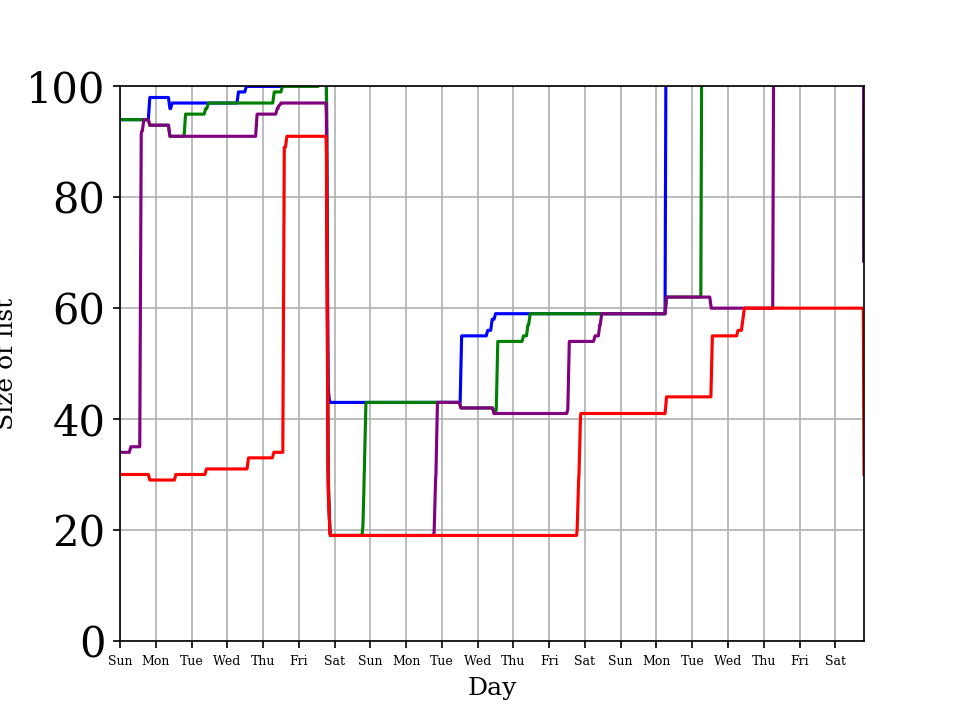 100
80
60
40
20
0
Size of list
Sun Mon Tue Wed Thu Fri Sat Sun Mon Tue Wed Thu Fri Sat Sun Mon Tue Wed Thu Fri Sat
Day